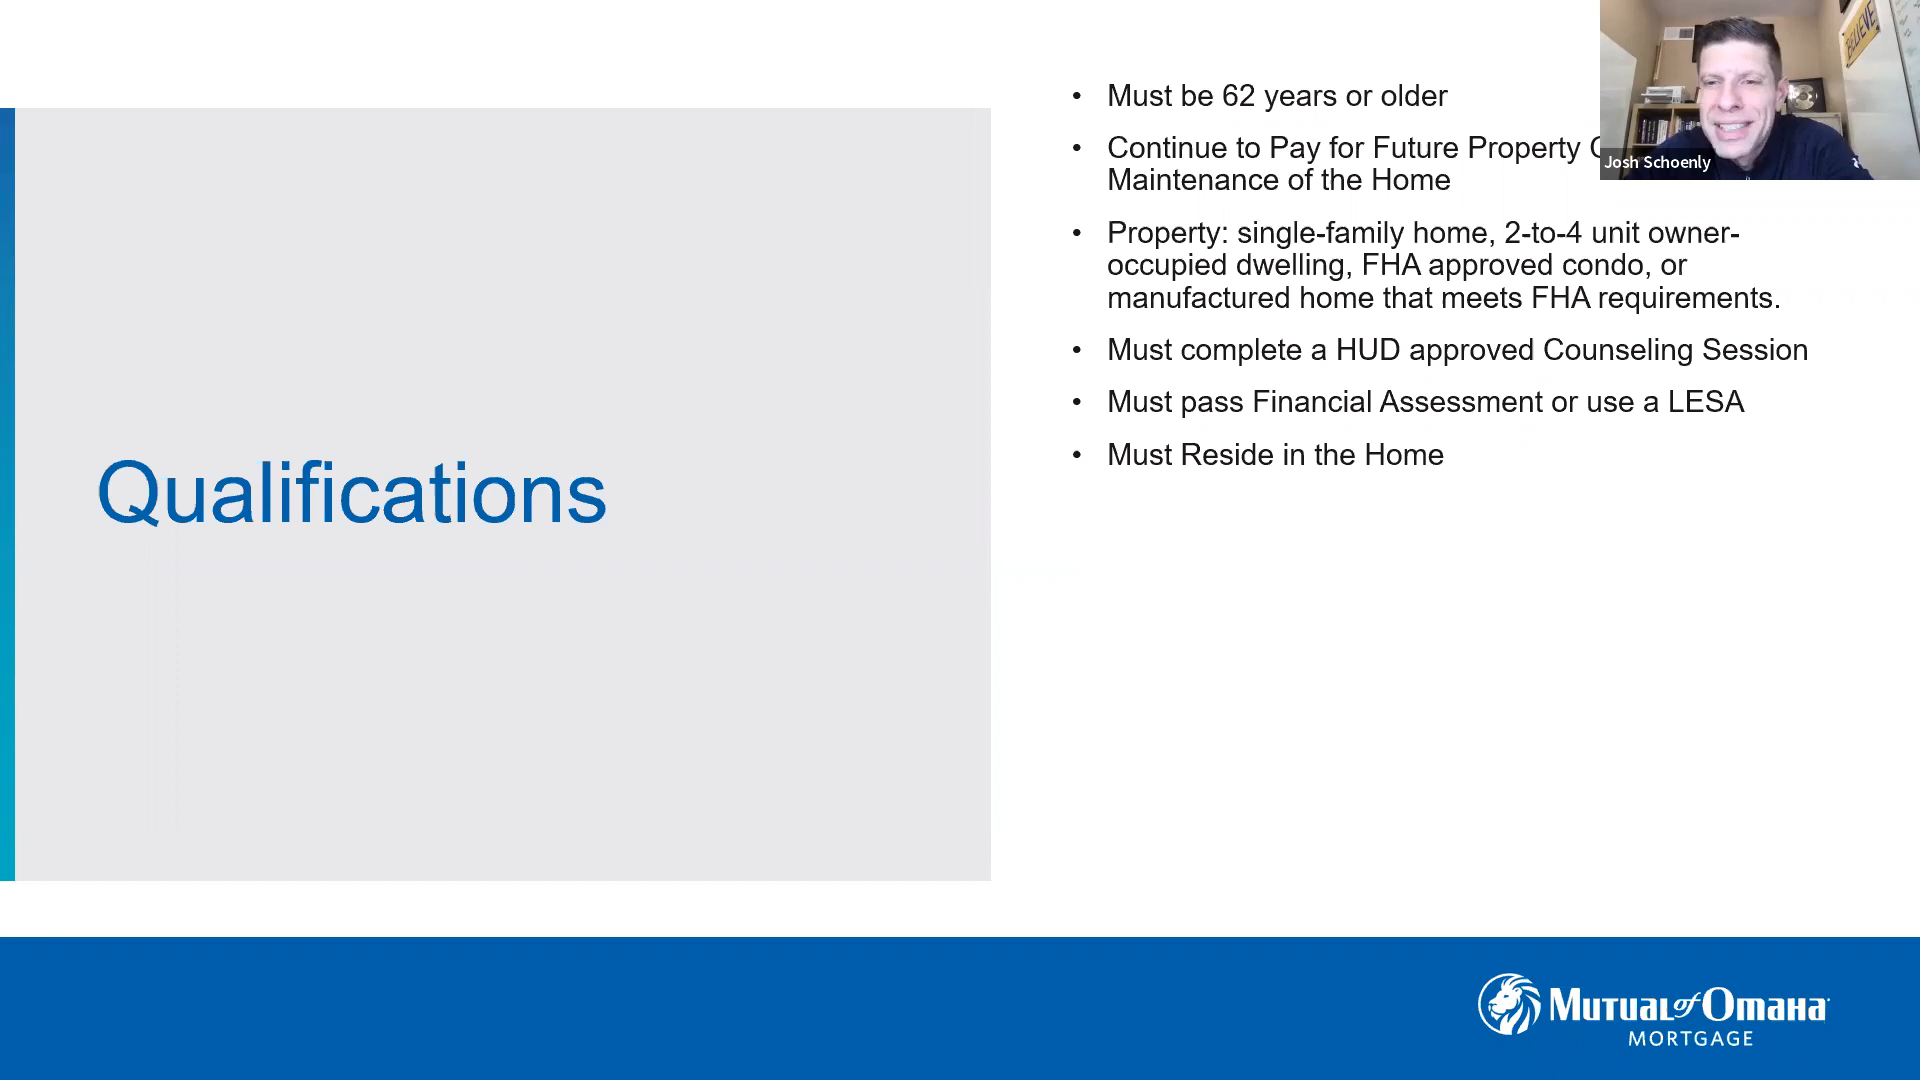 BELIEVE
Josh Schoenly
Qualifications
• Must be 62 years or older
• Continue to Pay for Future Property
Maintenance of the Home
• Property: single-family home, 2-to-4 unit owner-
occupied dwelling, FHA approved condo, or
manufactured home that meets FHA requirements.
• Must complete a HUD approved Counseling Session
• Must pass Financial Assessment or use a LESA
• Must Reside in the Home
Mutual of Omaha
MORTGAGE